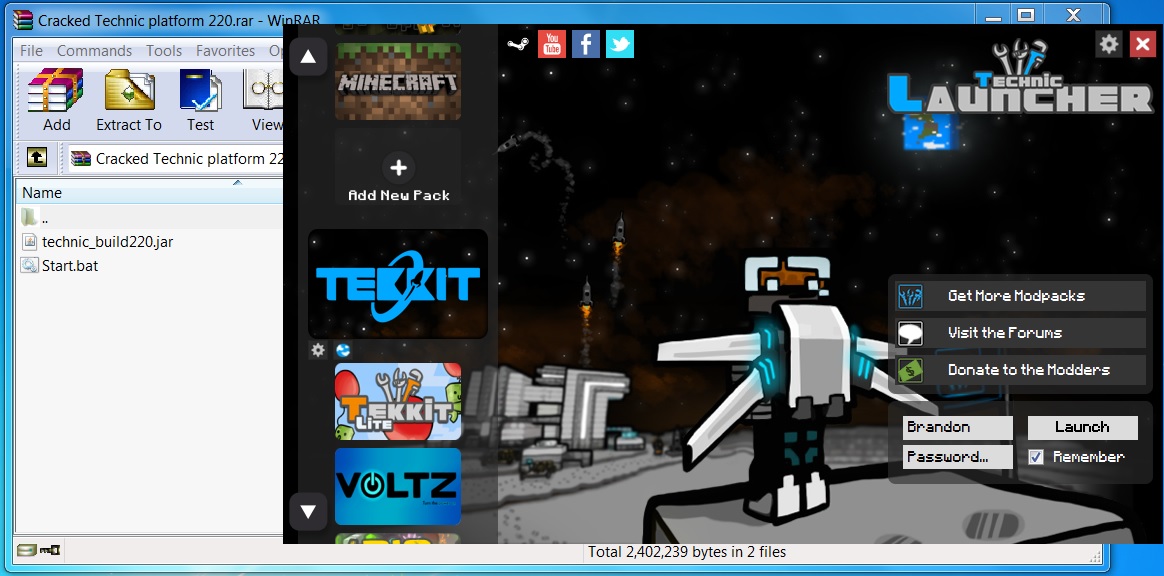 Cracked Technic platform 220.rar - WinRAR
File Commands Tools Favorites
Add Extract To Test View
Cracked Technic platform 22
Name
..
technic_build220.jar
Start.bat
Total 2,402,239 bytes in 2 files
MINECRAFT
Add New Pack
TEKKIT
TEKKIT
LITE
VOLTZ
You
Tube
TECHNIC
LAUNCHER
Get More Modpacks
Visit the Forums
Donate to the Modders
Brandon Launch
Password... Remember